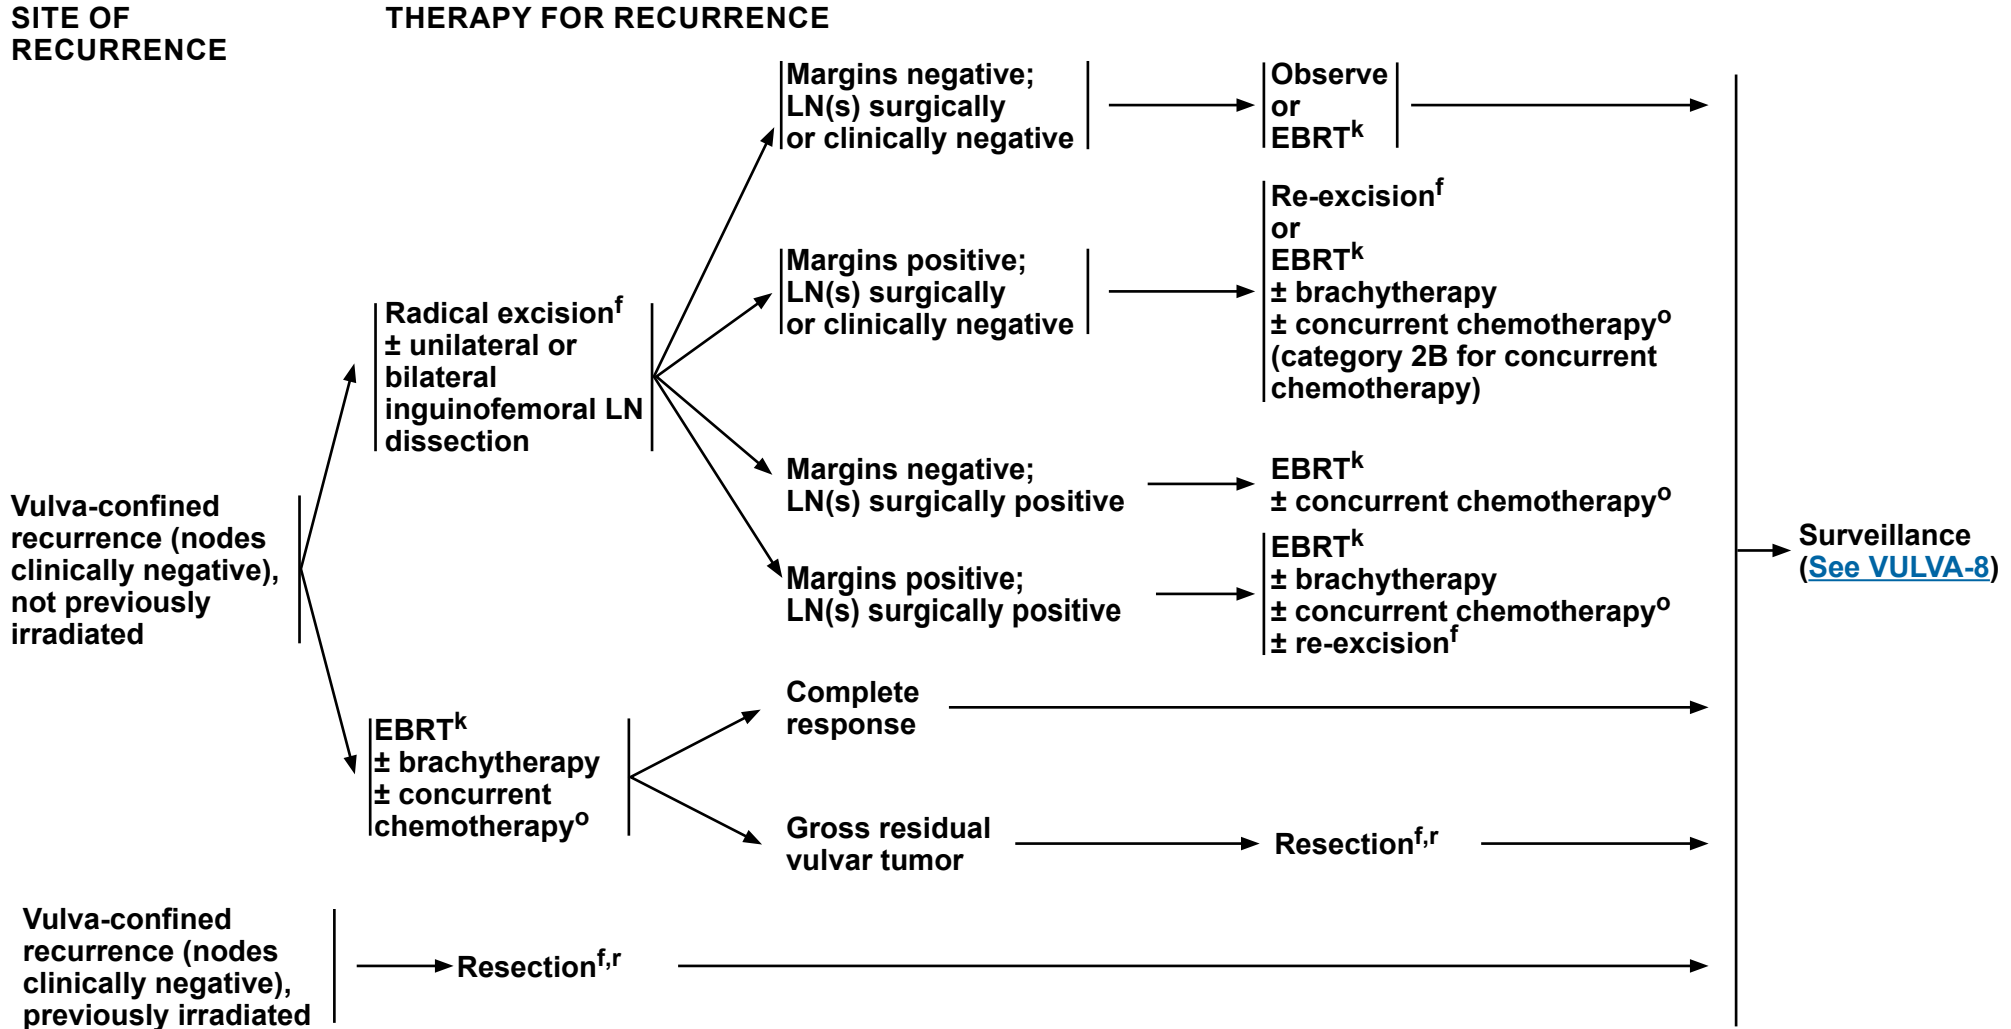 SITE OF
RECURRENCE
THERAPY FOR RECURRENCE
Margins negative;
LN(s) surgically
or clinically negative
Observe
or
EBRTᵏ
Margins positive;
LN(s) surgically
or clinically negative
Re-excisionᶠ
or
EBRTᵏ
± brachytherapy
± concurrent chemotherapyᵒ
(category 2B for concurrent
chemotherapy)
Radical excisionᶠ
± unilateral or
bilateral
inguinofemoral LN
dissection
Margins negative;
LN(s) surgically positive
EBRTᵏ
± concurrent chemotherapyᵒ
Vulva-confined
recurrence (nodes
clinically negative),
not previously
irradiated
Margins positive;
LN(s) surgically positive
EBRTᵏ
± brachytherapy
± concurrent chemotherapyᵒ
± re-excisionᶠ
Surveillance
(See VULVA-8)
EBRTᵏ
± brachytherapy
± concurrent
chemotherapyᵒ
Complete
response
Gross residual
vulvar tumor
Resectionᶠ,ʳ
Vulva-confined
recurrence (nodes
clinically negative),
previously irradiated
Resectionᶠ,ʳ